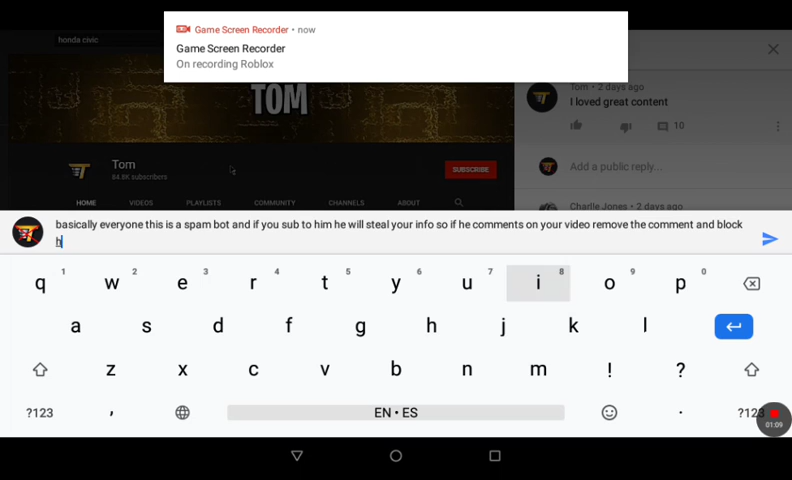 Game Screen Recorder • now
Game Screen Recorder
On recording Roblox
honda civic
TOM
Tom
84.8K subscribers
SUBSCRIBE
HOME VIDEOS PLAYLISTS COMMUNITY CHANNELS ABOUT
Tom • 2 days ago
I loved great content
10
Add a public reply...
Charlie Jones • 2 days ago
basically everyone this is a spam bot and if you sub to him he will steal your info so if he comments on your video remove the comment and block
h
1 2 3 4 5 6 7 8 9 0
q w e r t y u i o p
a s d f g h j k l
z x c v b n m ! ?
?123 , EN • ES . ?123
01:09